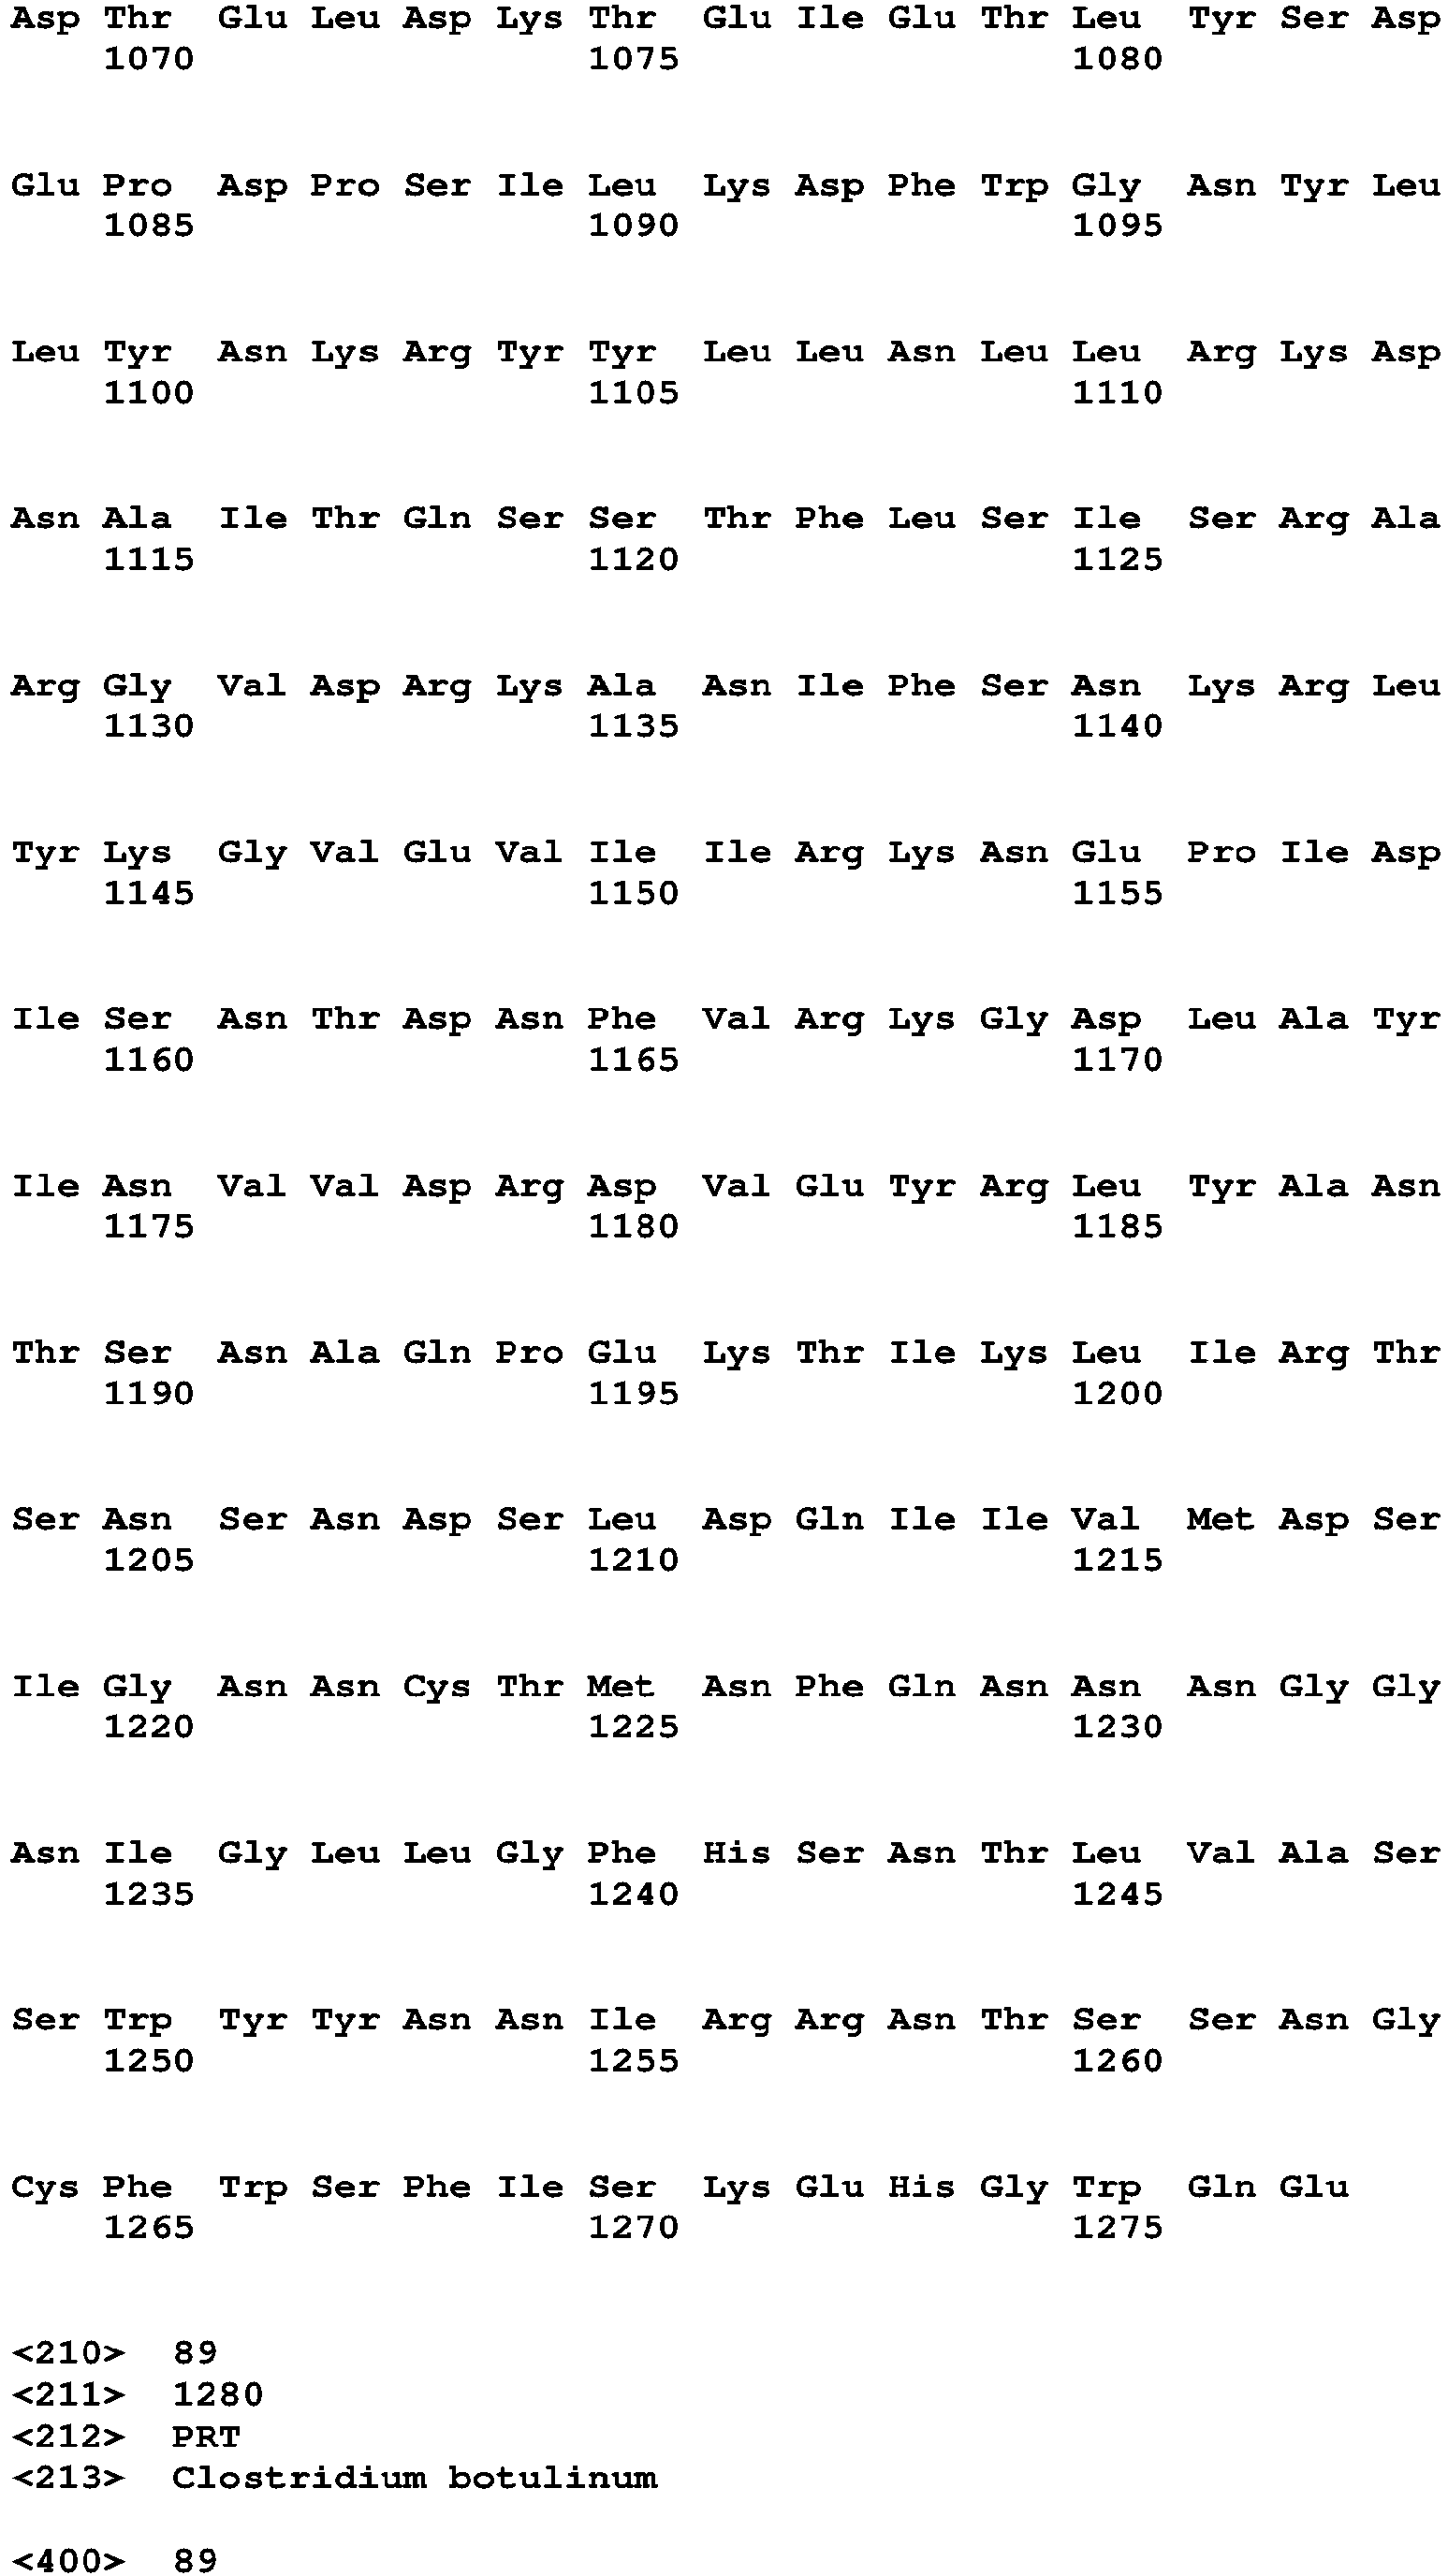 Asp Thr Glu Leu Asp Lys Thr Glu Ile Glu Thr Leu Tyr Ser Asp
1070 1075 1080
Glu Pro Asp Pro Ser Ile Leu Lys Asp Phe Trp Gly Asn Tyr Leu
1085 1090 1095
Leu Tyr Asn Lys Arg Tyr Tyr Leu Leu Asn Leu Leu Arg Lys Asp
1100 1105 1110
Asn Ala Ile Thr Gln Ser Ser Thr Phe Leu Ser Ile Ser Arg Ala
1115 1120 1125
Arg Gly Val Asp Arg Lys Ala Asn Ile Phe Ser Asn Lys Arg Leu
1130 1135 1140
Tyr Lys Gly Val Glu Val Ile Ile Arg Lys Asn Glu Pro Ile Asp
1145 1150 1155
Ile Ser Asn Thr Asp Asn Phe Val Arg Lys Gly Asp Leu Ala Tyr
1160 1165 1170
Ile Asn Val Val Asp Arg Asp Val Glu Tyr Arg Leu Tyr Ala Asn
1175 1180 1185
Thr Ser Asn Ala Gln Pro Glu Lys Thr Ile Lys Leu Ile Arg Thr
1190 1195 1200
Ser Asn Ser Asn Asp Ser Leu Asp Gln Ile Ile Val Met Asp Ser
1205 1210 1215
Ile Gly Asn Asn Cys Thr Met Asn Phe Gln Asn Asn Asn Gly Gly
1220 1225 1230
Asn Ile Gly Leu Leu Gly Phe His Ser Asn Thr Leu Val Ala Ser
1235 1240 1245
Ser Trp Tyr Tyr Asn Asn Ile Arg Arg Asn Thr Ser Ser Asn Gly
1250 1255 1260
Cys Phe Trp Ser Phe Ile Ser Lys Glu His Gly Trp Gln Glu
1265 1270 1275
<210> 89
<211> 1280
<212> PRT
<213> Clostridium botulinum
<400> 89